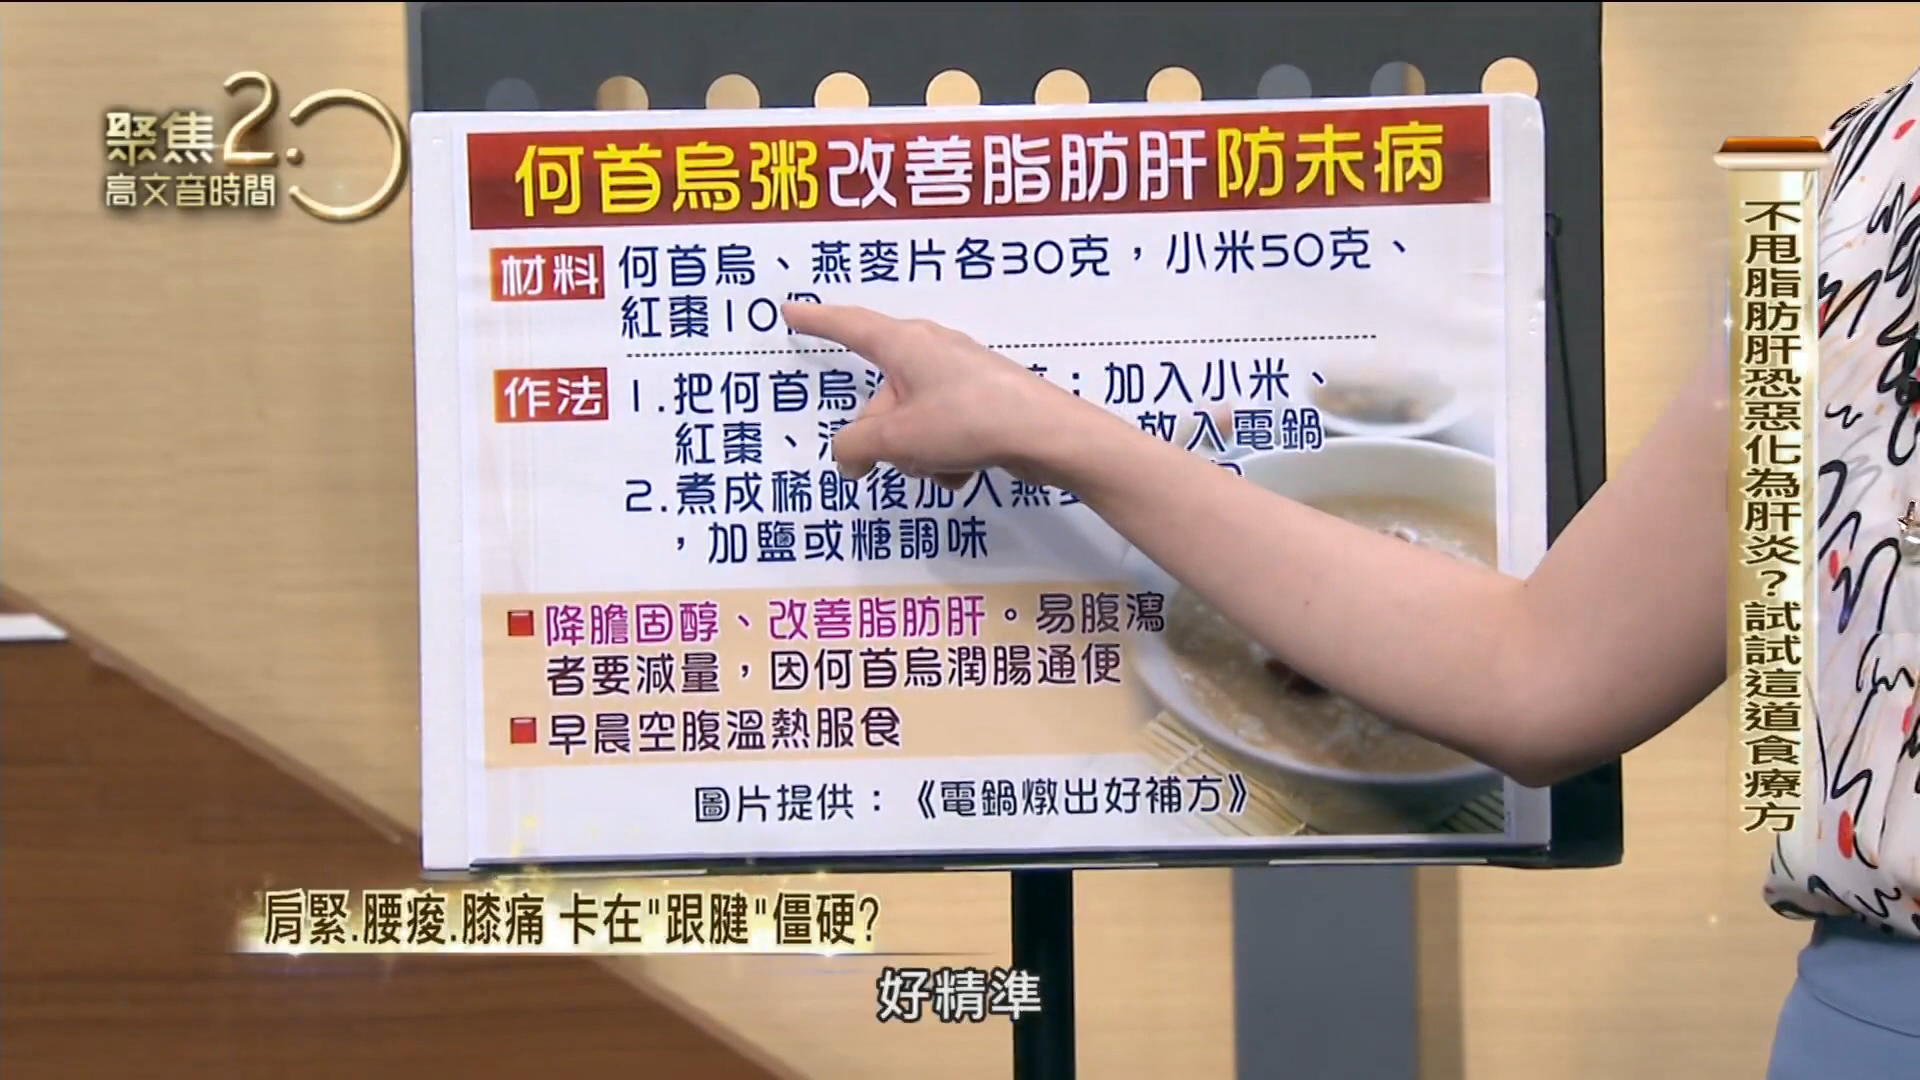 聚焦2.0
高文音時間
何首烏粥改善脂肪肝防未病
材料 何首烏、燕麥片各30克，小米50克、
紅棗10個
作法 1.把何首烏 ；加入小米、
紅棗、 放入電鍋
2.煮成稀飯後加入燕麥
，加鹽或糖調味
降膽固醇、改善脂肪肝。易腹瀉
者要減量，因何首烏潤腸通便
早晨空腹溫熱服食
圖片提供：《電鍋燉出好補方》
不甩脂肪肝恐惡化為肝炎？試試這道食療方
肩緊.腰痠.膝痛 卡在"跟腱"僵硬?
好精準